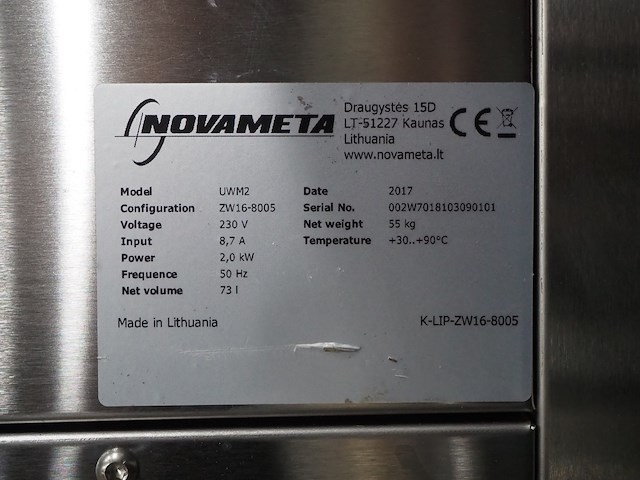 NOVAMETA
Draugystės 15D
LT-51227 Kaunas
Lithuania
www.novameta.lt
CE
Model UWM2
Configuration ZW16-8005
Voltage 230 V
Input 8,7 A
Power 2,0 kW
Frequence 50 Hz
Net volume 73 l
Date 2017
Serial No. 002W7018103090101
Net weight 55 kg
Temperature +30..+90°C
Made in Lithuania
K-LIP-ZW16-8005